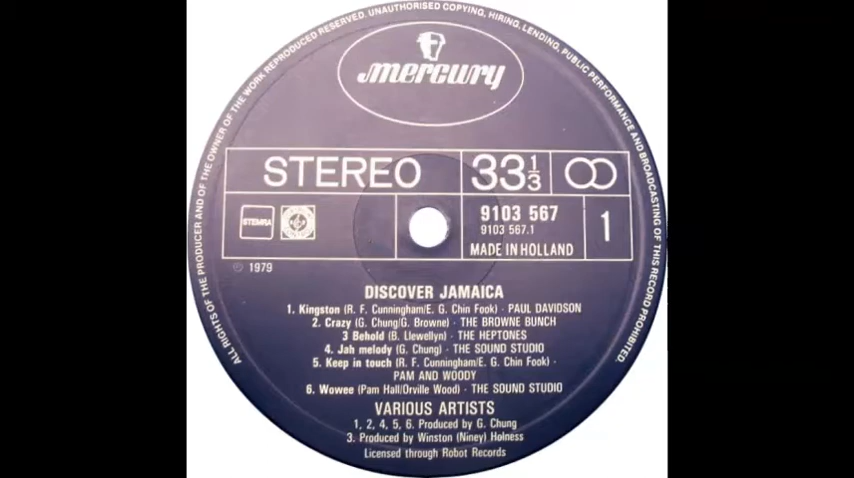 ALL RIGHTS OF THE PRODUCER AND OF THE OWNER OF THE WORK REPRODUCED RESERVED. UNAUTHORISED COPYING, HIRING, LENDING, PUBLIC PERFORMANCE AND BROADCASTING OF THIS RECORD PROHIBITED.
mercury
STEREO 33 1/3
STEMRA 9103 567 1
9103 567.1
MADE IN HOLLAND
Ⓟ 1979
DISCOVER JAMAICA
1. Kingston (R. F. Cunningham/E. G. Chin Fook) · PAUL DAVIDSON
2. Crazy (G. Chung/G. Browne) · THE BROWNE BUNCH
3 Behold (B. Llewellyn) · THE HEPTONES
4. Jah melody (G. Chung) · THE SOUND STUDIO
5. Keep in touch (R. F. Cunningham/E. G. Chin Fook) ·
PAM AND WOODY
6. Wowee (Pam Hall/Orville Wood) · THE SOUND STUDIO
VARIOUS ARTISTS
1, 2, 4, 5, 6. Produced by G. Chung
3. Produced by Winston (Niney) Holness
Licensed through Robot Records